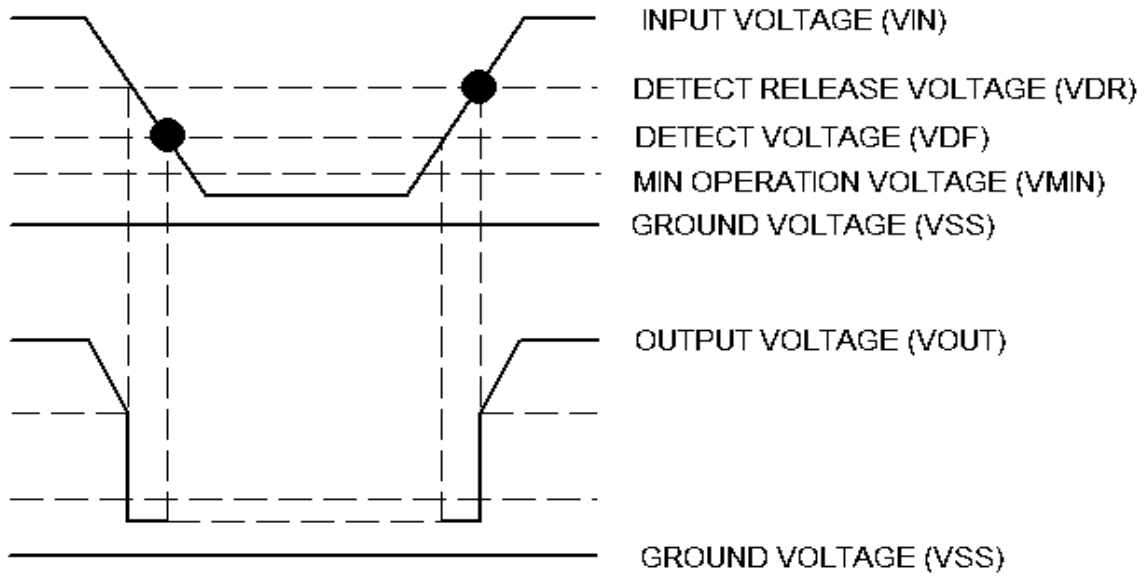 INPUT VOLTAGE (VIN)
DETECT RELEASE VOLTAGE (VDR)
DETECT VOLTAGE (VDF)
MIN OPERATION VOLTAGE (VMIN)
GROUND VOLTAGE (VSS)
OUTPUT VOLTAGE (VOUT)
GROUND VOLTAGE (VSS)